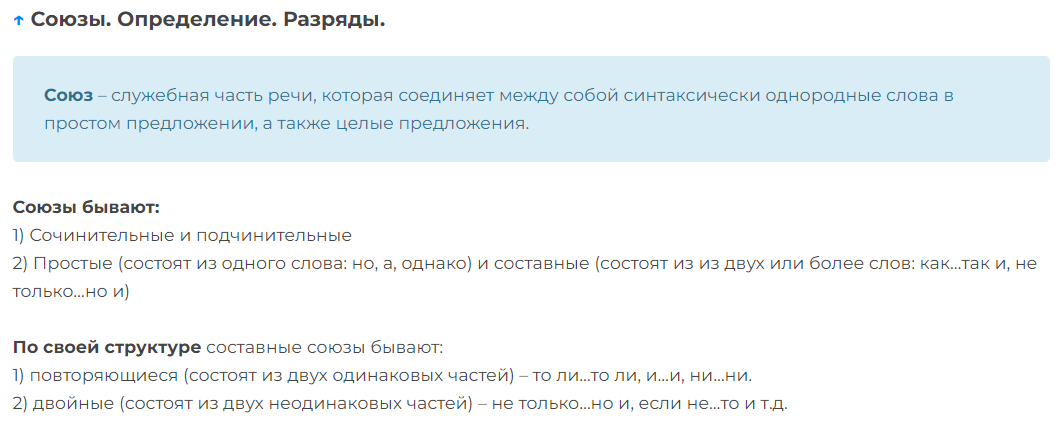 ↑ Союзы. Определение. Разряды.
Союз – служебная часть речи, которая соединяет между собой синтаксически однородные слова в
простом предложении, а также целые предложения.
Союзы бывают:
1) Сочинительные и подчинительные
2) Простые (состоят из одного слова: но, а, однако) и составные (состоят из из двух или более слов: как...так и, не
только...но и)
По своей структуре составные союзы бывают:
1) повторяющиеся (состоят из двух одинаковых частей) – то ли...то ли, и...и, ни...ни.
2) двойные (состоят из двух неодинаковых частей) – не только...но и, если не...то и т.д.